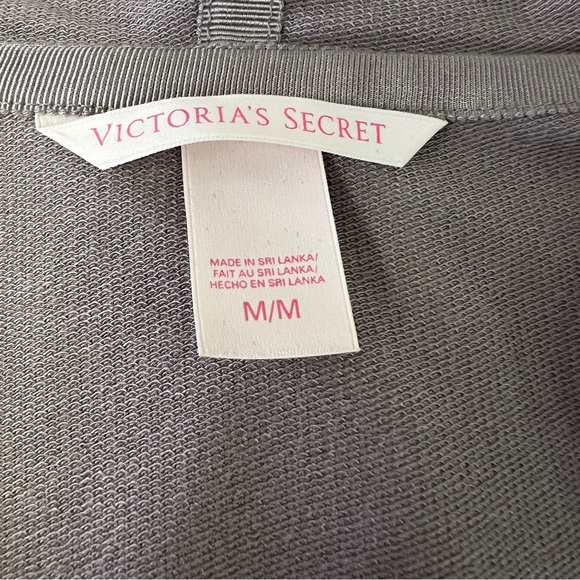 VICTORIA'S SECRET
MADE IN SRI LANKA/
FAIT AU SRI LANKA/
HECHO EN SRI LANKA
M/M